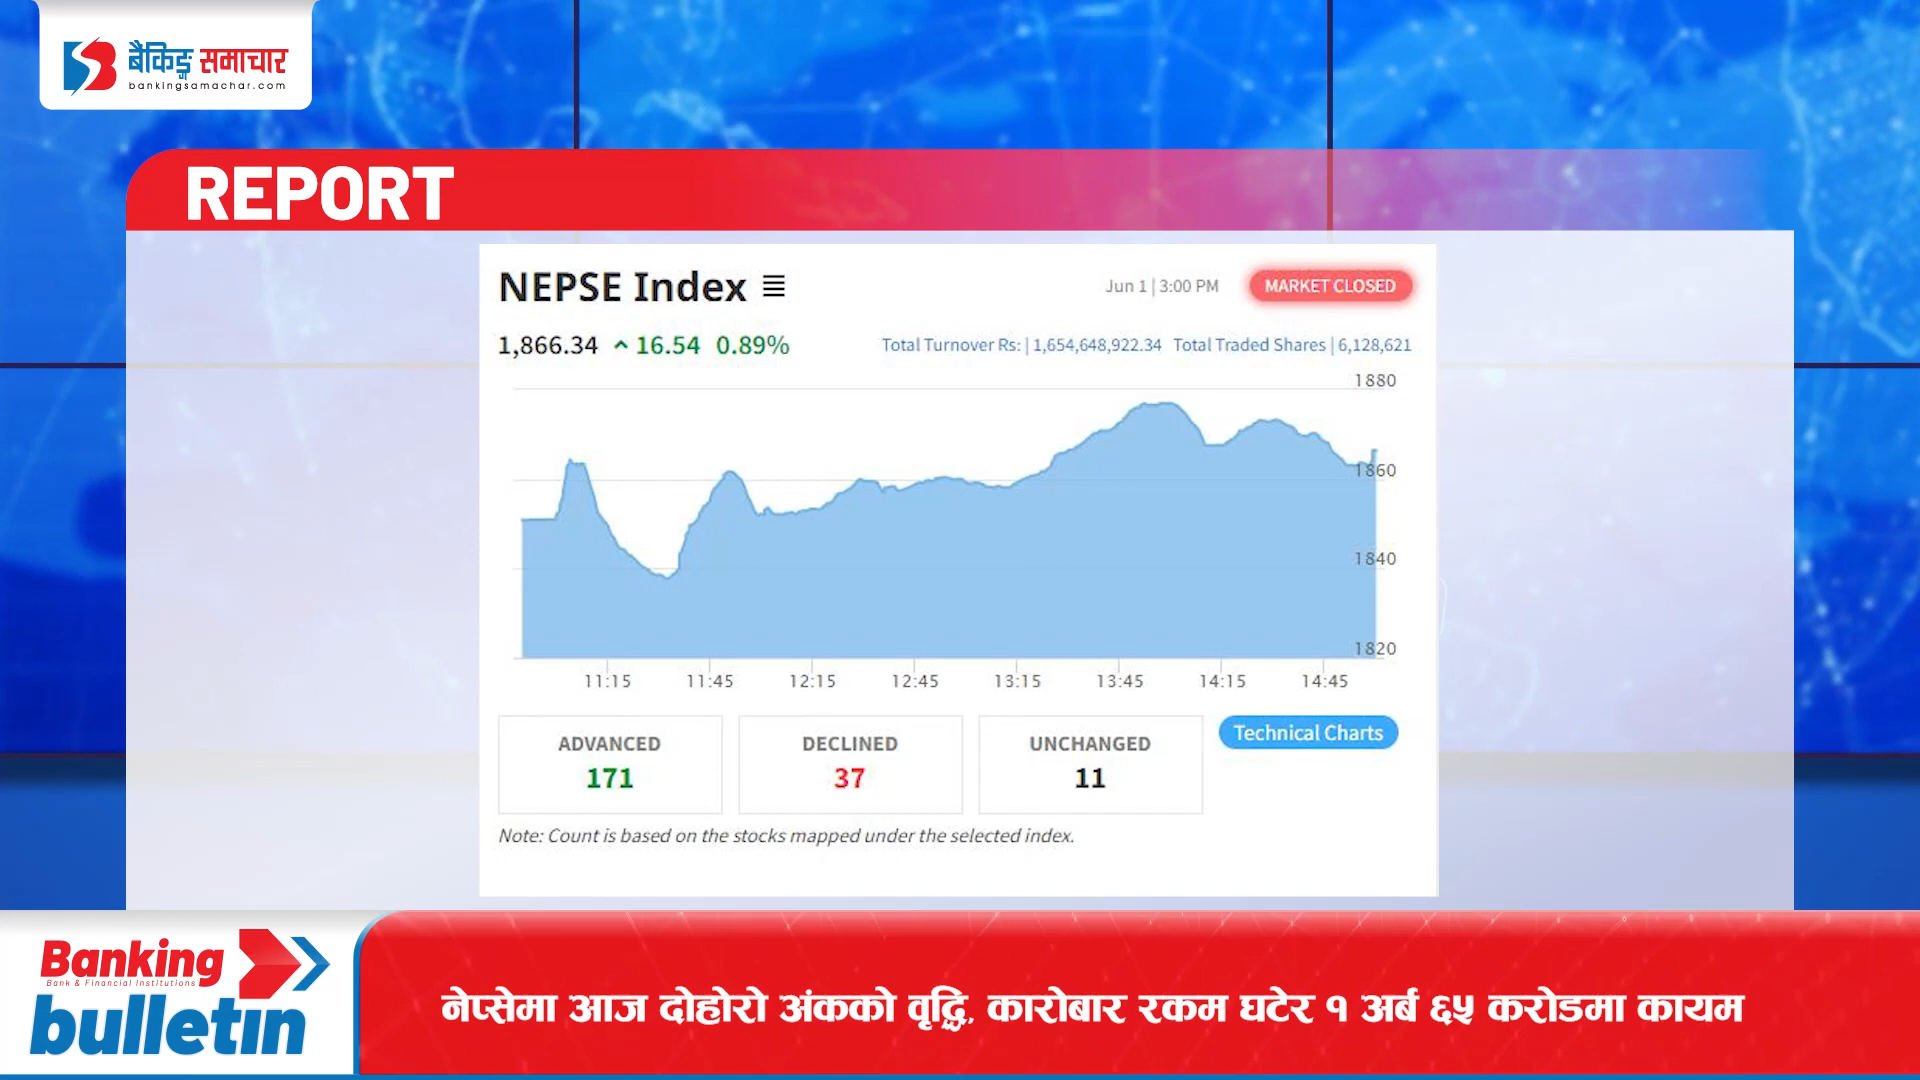 बैंकिङ्ग समाचार
bankingsamachar.com
REPORT
NEPSE Index
Jun 1 | 3:00 PM
MARKET CLOSED
1,866.34 16.54 0.89%
Total Turnover Rs: | 1,654,648,922.34 Total Traded Shares | 6,128,621
1880
1860
1840
1820
11:15 11:45 12:15 12:45 13:15 13:45 14:15 14:45
ADVANCED
171
DECLINED
37
UNCHANGED
11
Technical Charts
Note: Count is based on the stocks mapped under the selected index.
Banking
Bank & Financial Institutions
bulletin
नेप्सेमा आज दोहोरो अंकको वृद्धि, कारोबार रकम घटेर १ अर्ब ६५ करोडमा कायम